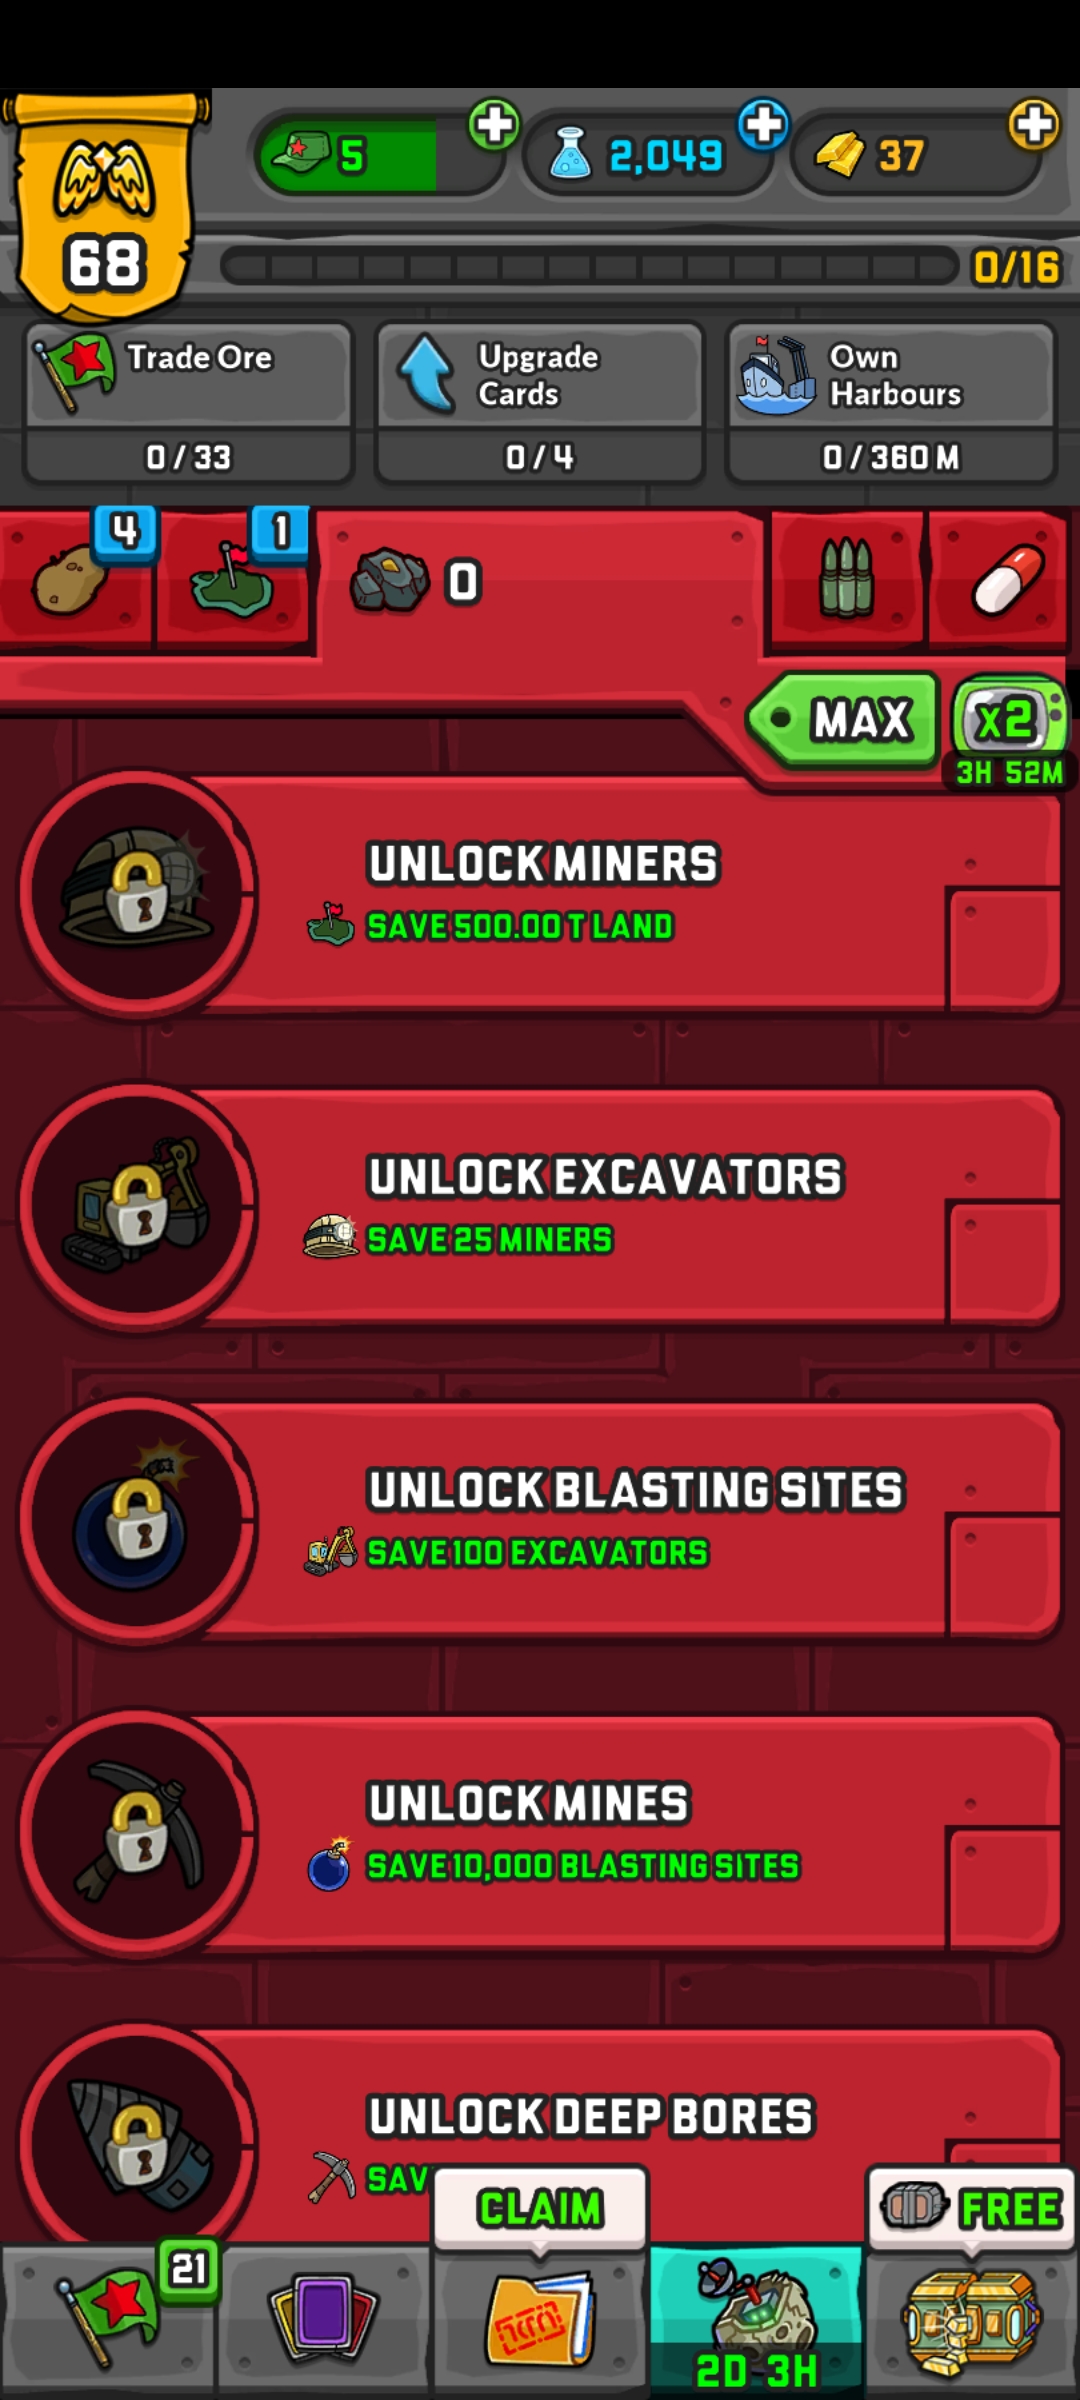 5
2,049
37
68
0/16
Trade Ore
Upgrade
Cards
Own
Harbours
0 / 33
0 / 4
0 / 360 M
4
1
0
MAX
x2
3H 52M
UNLOCK MINERS
SAVE 500.00 T LAND
UNLOCK EXCAVATORS
SAVE 25 MINERS
UNLOCK BLASTING SITES
SAVE 100 EXCAVATORS
UNLOCK MINES
SAVE 10,000 BLASTING SITES
UNLOCK DEEP BORES
SAV
CLAIM
FREE
21
2D 3H